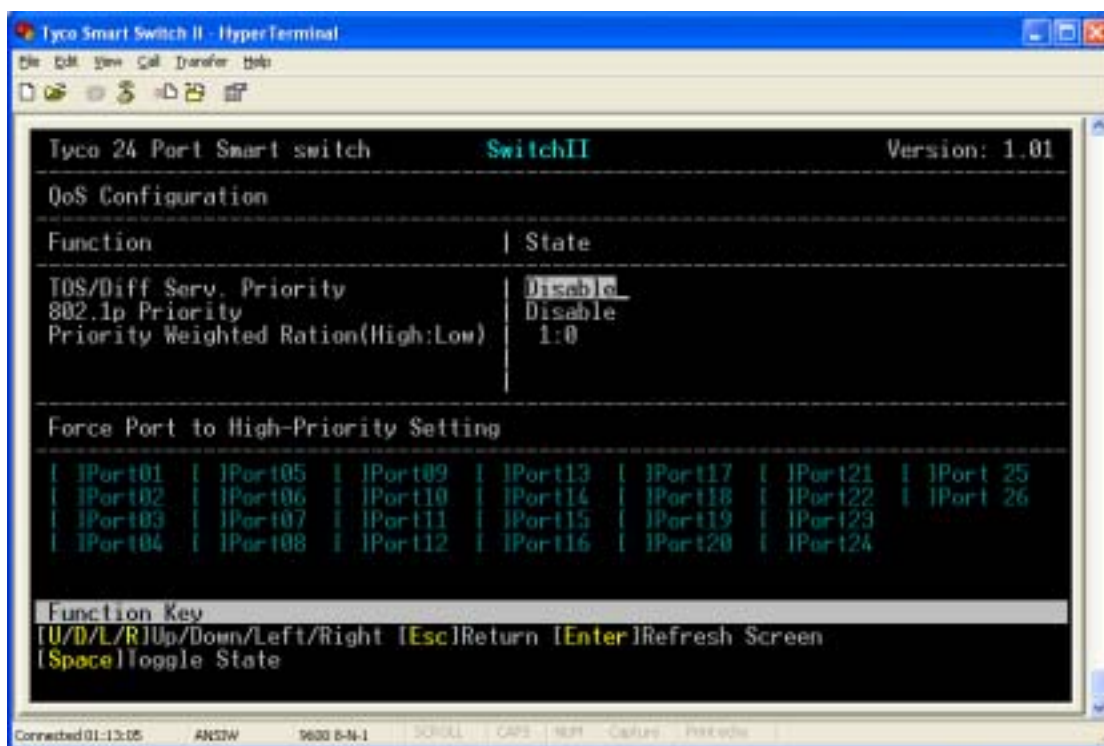 Tyco Smart Switch II - HyperTerminal
File Edit View Call Transfer Help
Tyco 24 Port Smart switch SwitchII Version: 1.01
QoS Configuration
Function | State
TOS/Diff Serv. Priority | Disable
802.1p Priority | Disable
Priority Weighted Ration(High:Low) | 1:0
Force Port to High-Priority Setting
[ ]Port01 [ ]Port05 [ ]Port09 [ ]Port13 [ ]Port17 [ ]Port21 [ ]Port 25
[ ]Port02 [ ]Port06 [ ]Port10 [ ]Port14 [ ]Port18 [ ]Port22 [ ]Port 26
[ ]Port03 [ ]Port07 [ ]Port11 [ ]Port15 [ ]Port19 [ ]Port23
[ ]Port04 [ ]Port08 [ ]Port12 [ ]Port16 [ ]Port20 [ ]Port24
Function Key
[U/D/L/R]Up/Down/Left/Right [Esc]Return [Enter]Refresh Screen
[Space]Toggle State
Connected 01:13:05 ANSIW 9600 8-N-1 SCROLL CAPS NUM Capture Print echo